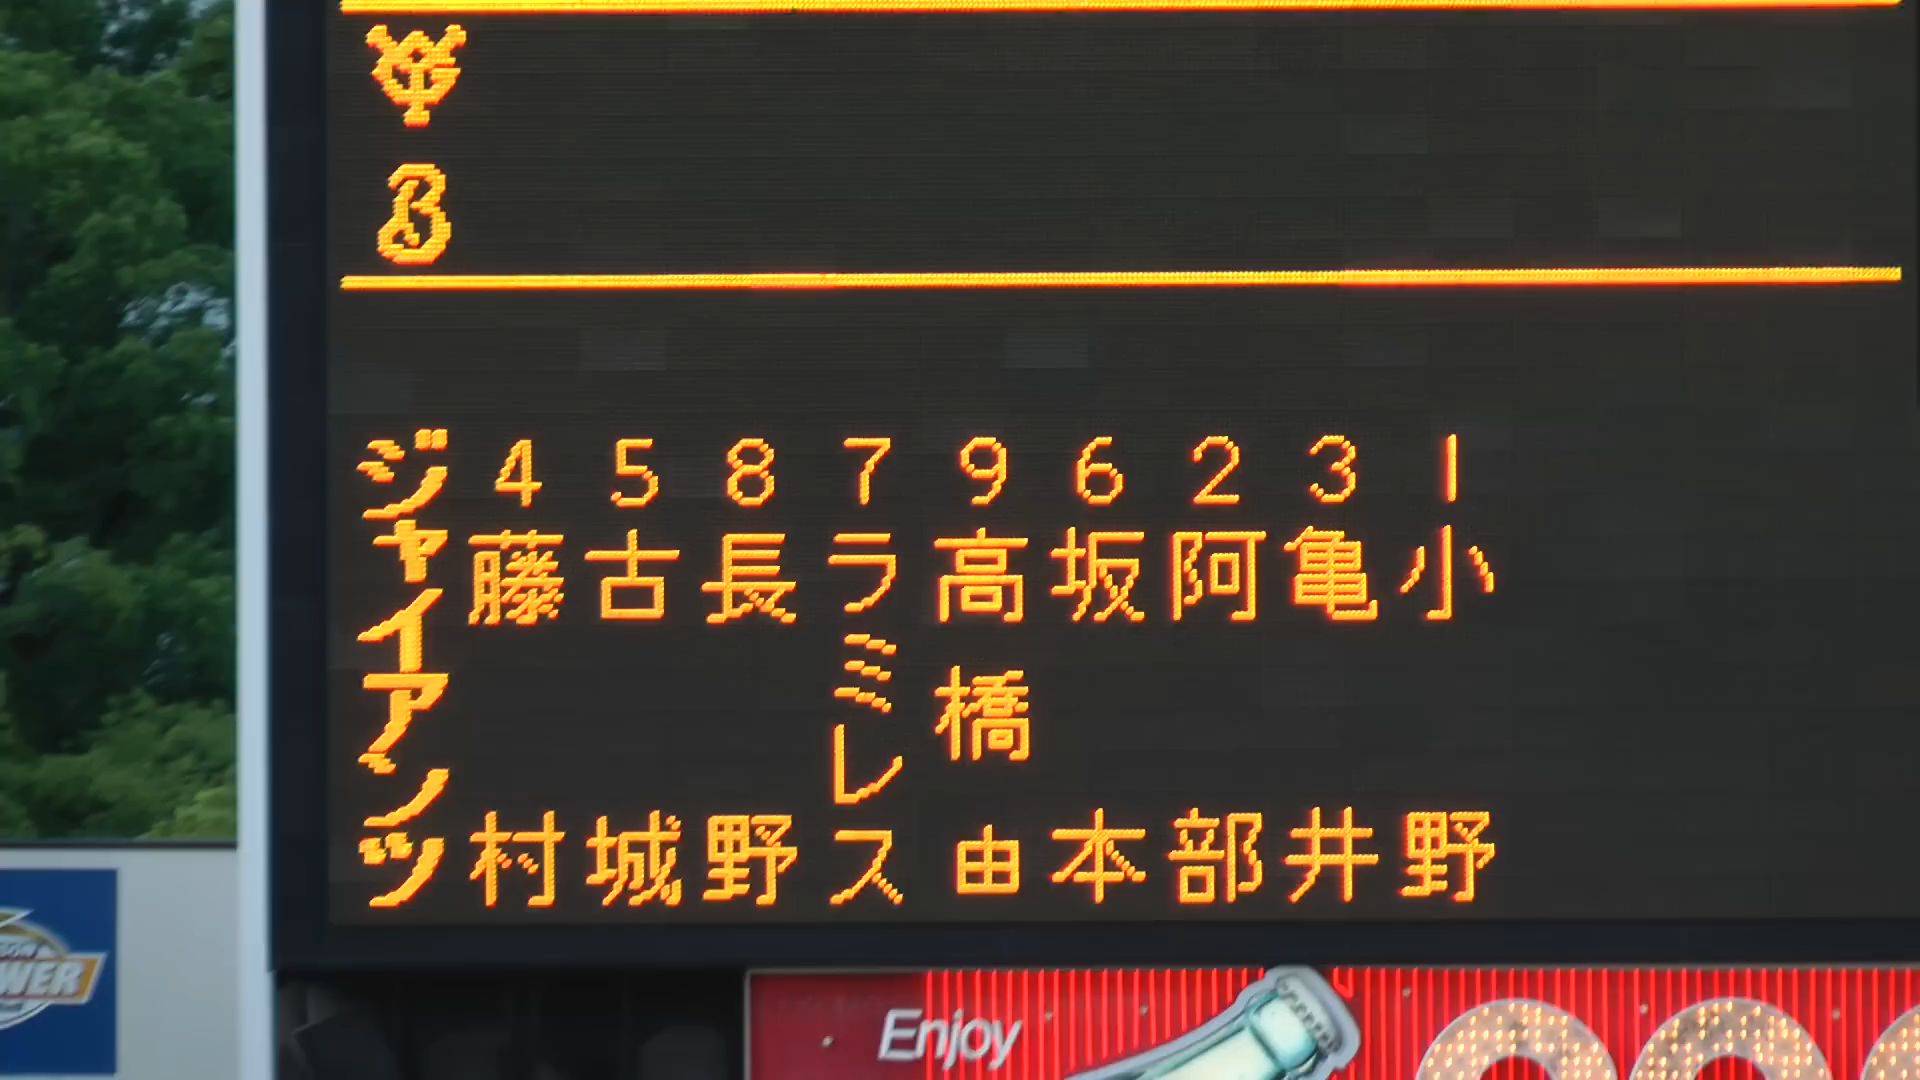 ジャイアンツ
4 藤村
5 古城
8 長野
7 ラミレス
9 高橋由
6 坂本
2 阿部
3 亀井
1 小野
Enjoy